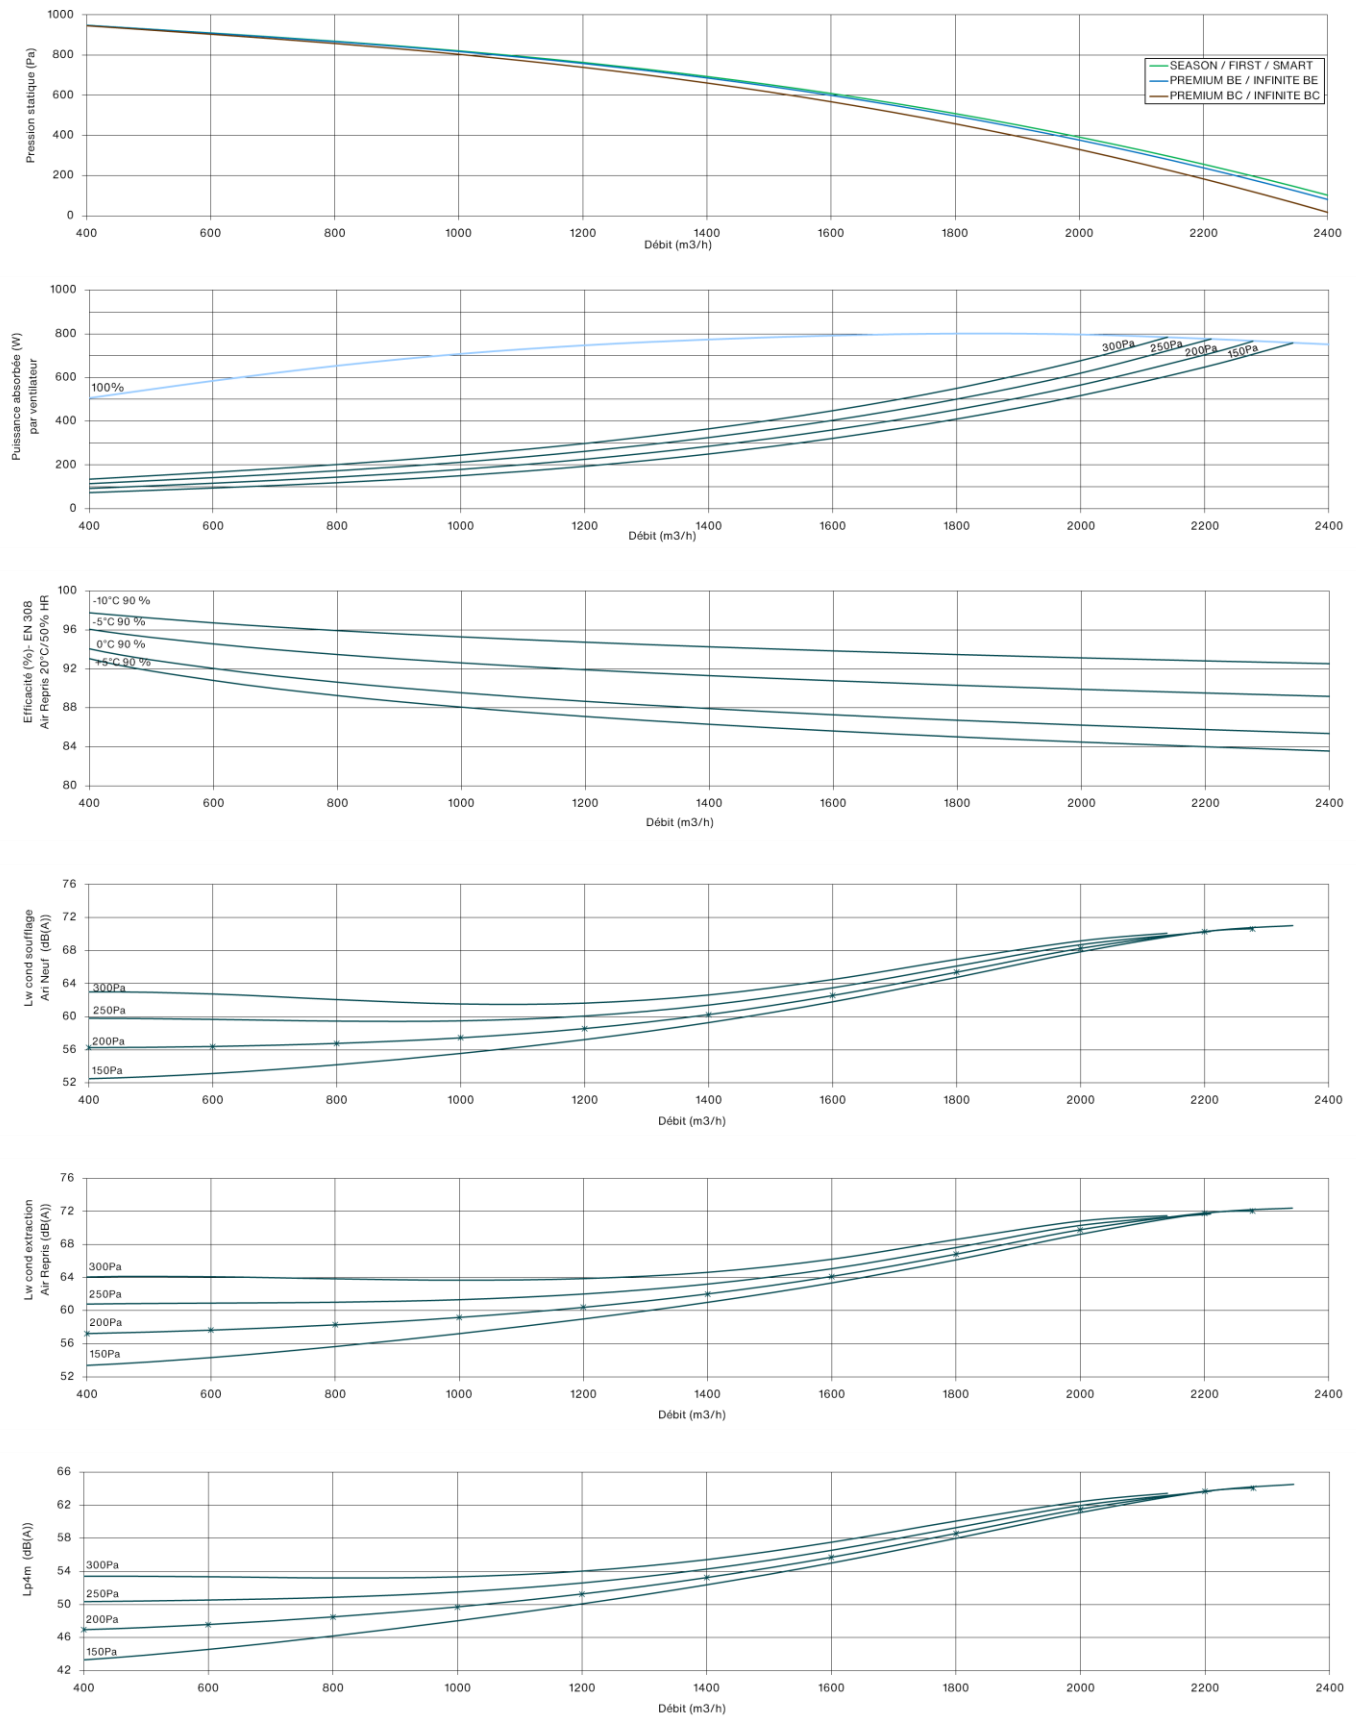 1000
800
600
400
200
0
Pression statique (Pa)
SEASON / FIRST / SMART
PREMIUM BE / INFINITE BE
PREMIUM BC / INFINITE BC
400 600 800 1000 1200 1400 1600 1800 2000 2200 2400
Débit (m3/h)
1000
800
600
400
200
0
Puissance absorbée (W)
par ventilateur
100%
300Pa
250Pa
200Pa
150Pa
400 600 800 1000 1200 1400 1600 1800 2000 2200 2400
Débit (m3/h)
100
96
92
88
84
80
Efficacité (%)- EN 308
Air Repris 20°C/50% HR
-10°C 90 %
-5°C 90 %
0°C 90 %
+5°C 90 %
400 600 800 1000 1200 1400 1600 1800 2000 2200 2400
Débit (m3/h)
76
72
68
64
60
56
52
Lw cond soufflage
Ari Neuf (dB(A))
300Pa
250Pa
200Pa
150Pa
400 600 800 1000 1200 1400 1600 1800 2000 2200 2400
Débit (m3/h)
76
72
68
64
60
56
52
Lw cond extraction
Air Repris (dB(A))
300Pa
250Pa
200Pa
150Pa
400 600 800 1000 1200 1400 1600 1800 2000 2200 2400
Débit (m3/h)
66
62
58
54
50
46
42
Lp4m (dB(A))
300Pa
250Pa
200Pa
150Pa
400 600 800 1000 1200 1400 1600 1800 2000 2200 2400
Débit (m3/h)